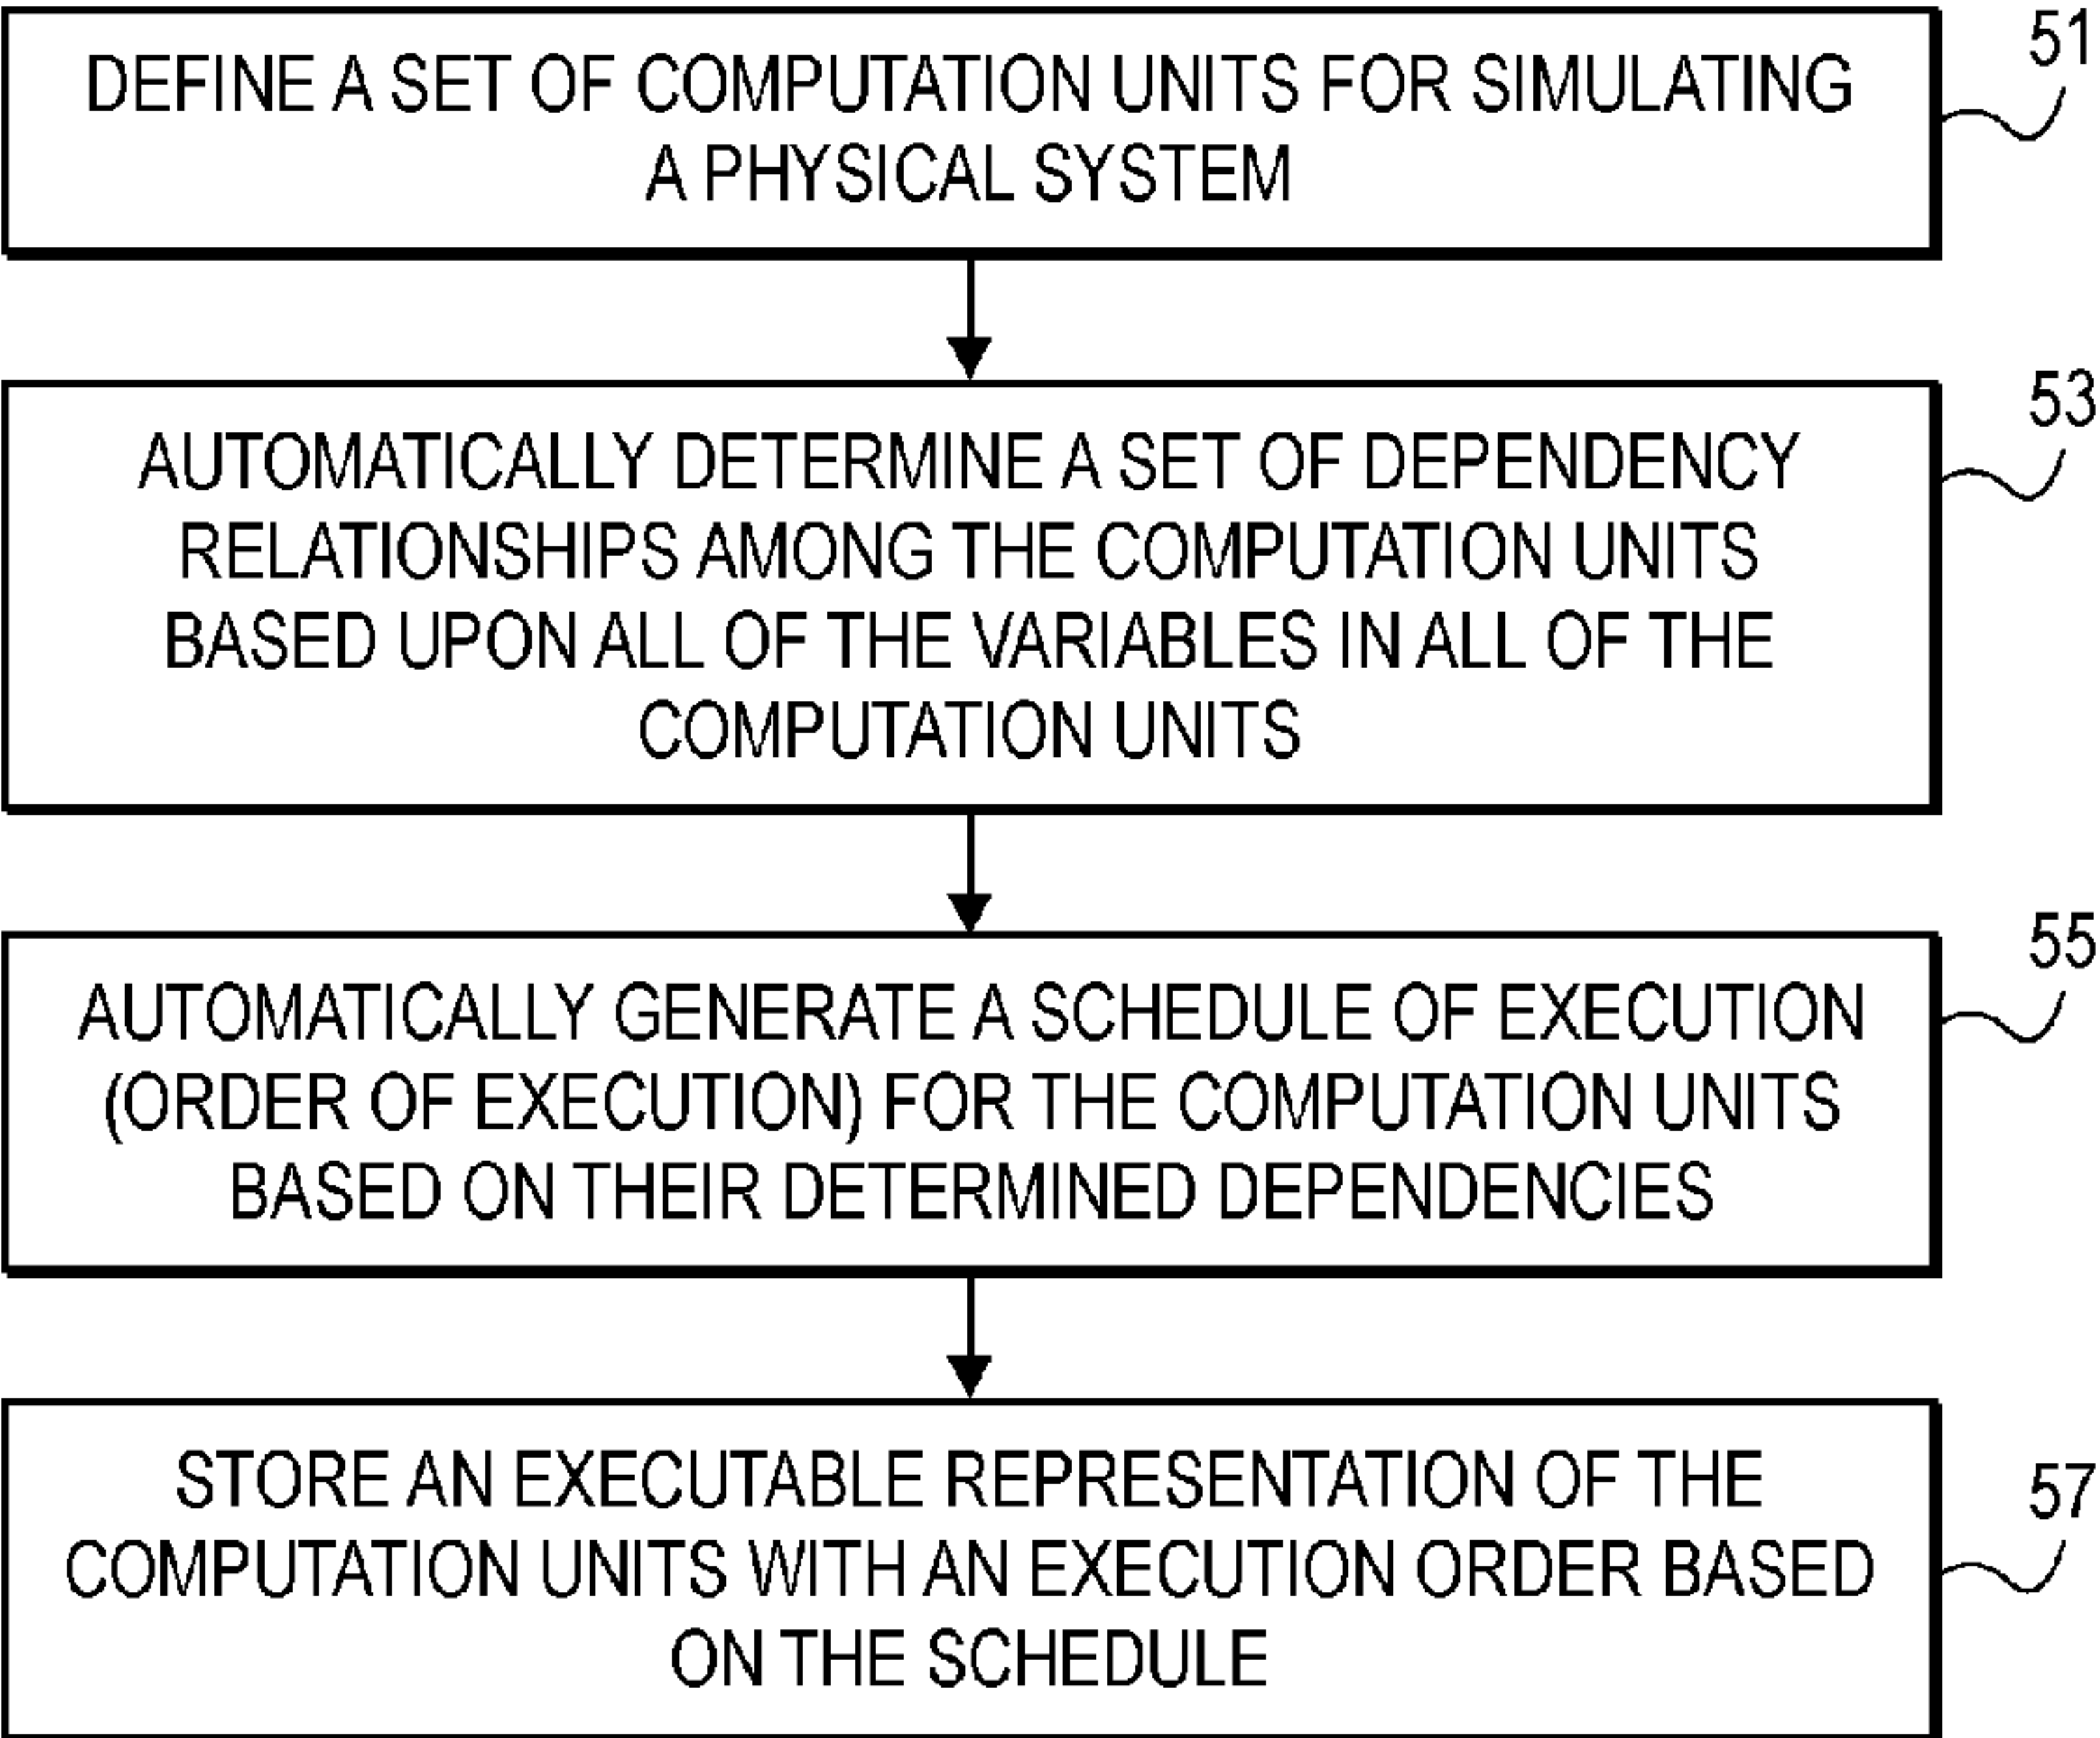 51
DEFINE A SET OF COMPUTATION UNITS FOR SIMULATING
A PHYSICAL SYSTEM
53
AUTOMATICALLY DETERMINE A SET OF DEPENDENCY
RELATIONSHIPS AMONG THE COMPUTATION UNITS
BASED UPON ALL OF THE VARIABLES IN ALL OF THE
COMPUTATION UNITS
55
AUTOMATICALLY GENERATE A SCHEDULE OF EXECUTION
(ORDER OF EXECUTION) FOR THE COMPUTATION UNITS
BASED ON THEIR DETERMINED DEPENDENCIES
57
STORE AN EXECUTABLE REPRESENTATION OF THE
COMPUTATION UNITS WITH AN EXECUTION ORDER BASED
ON THE SCHEDULE